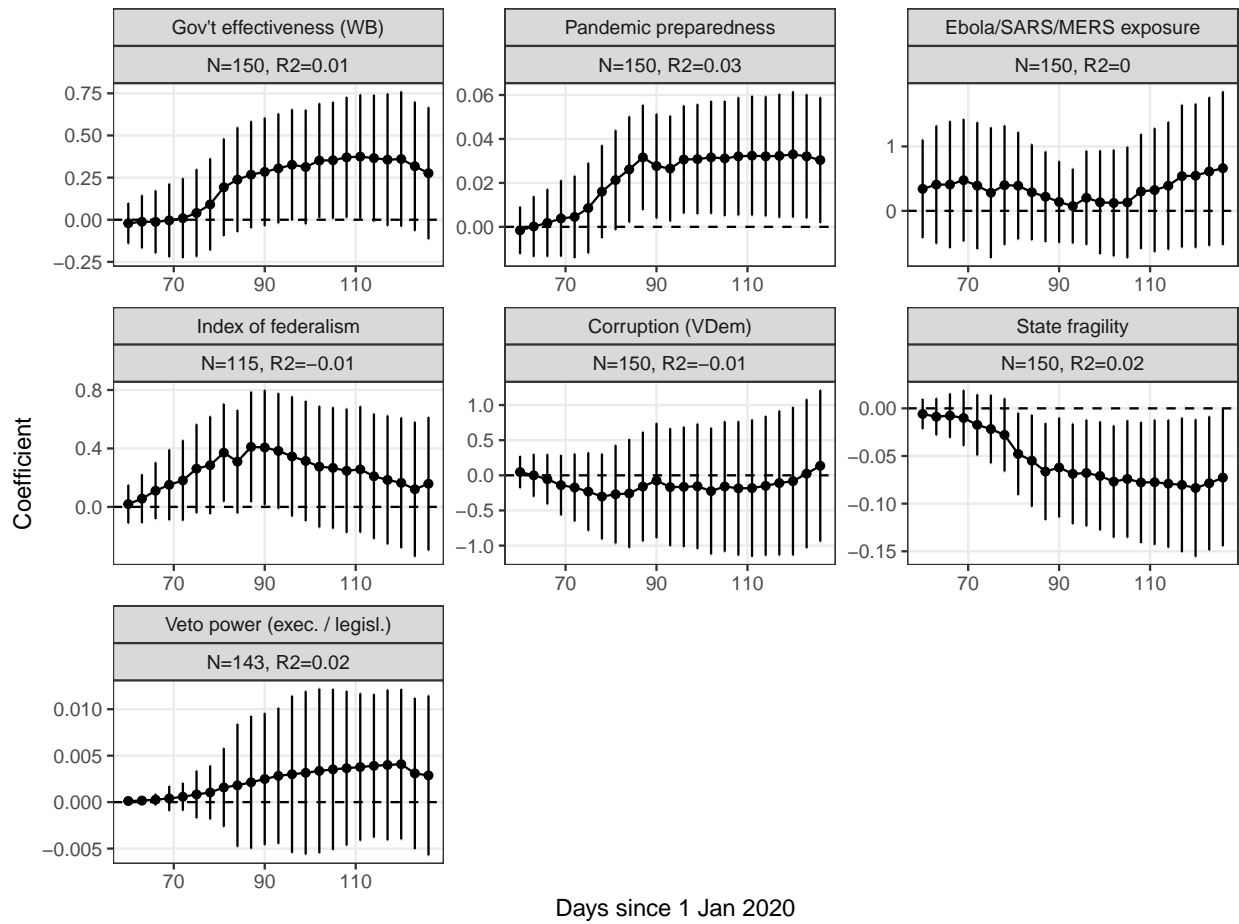 Gov't effectiveness (WB)
N=150, R2=0.01
0.75
0.50
0.25
0.00
−0.25
70 90 110
Pandemic preparedness
N=150, R2=0.03
0.06
0.04
0.02
0.00
70 90 110
Ebola/SARS/MERS exposure
N=150, R2=0
1
0
70 90 110
Index of federalism
N=115, R2=−0.01
0.8
0.4
0.0
70 90 110
Corruption (VDem)
N=150, R2=−0.01
1.0
0.5
0.0
−0.5
−1.0
70 90 110
State fragility
N=150, R2=0.02
0.00
−0.05
−0.10
−0.15
70 90 110
Veto power (exec. / legisl.)
N=143, R2=0.02
0.010
0.005
0.000
−0.005
70 90 110
Coefficient
Days since 1 Jan 2020